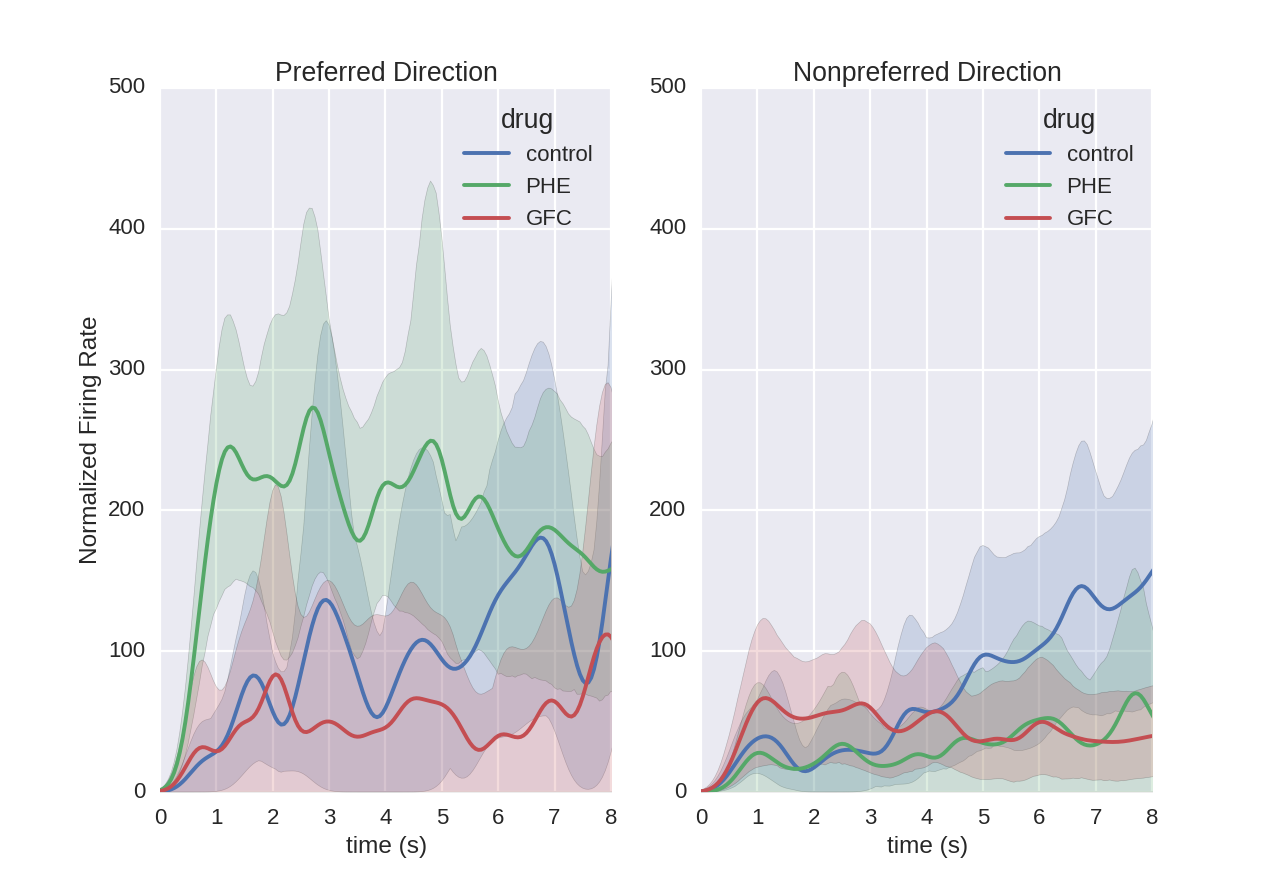 Preferred Direction
500
400
300
200
100
0
Normalized Firing Rate
drug
control
PHE
GFC
0 1 2 3 4 5 6 7 8
time (s)
Nonpreferred Direction
500
400
300
200
100
0
drug
control
PHE
GFC
0 1 2 3 4 5 6 7 8
time (s)